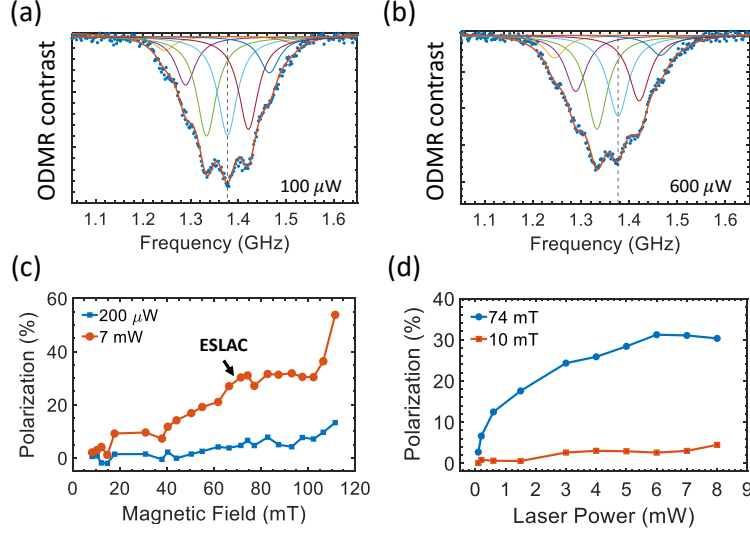 (a)
ODMR contrast
100 μW
1.1 1.2 1.3 1.4 1.5 1.6
Frequency (GHz)
(b)
ODMR contrast
600 μW
1.1 1.2 1.3 1.4 1.5 1.6
Frequency (GHz)
(c)
Polarization (%)
60
40
20
0
200 μW
7 mW
ESLAC
0 20 40 60 80 100 120
Magnetic Field (mT)
(d)
Polarization (%)
40
30
20
10
0
74 mT
10 mT
0 1 2 3 4 5 6 7 8 9
Laser Power (mW)